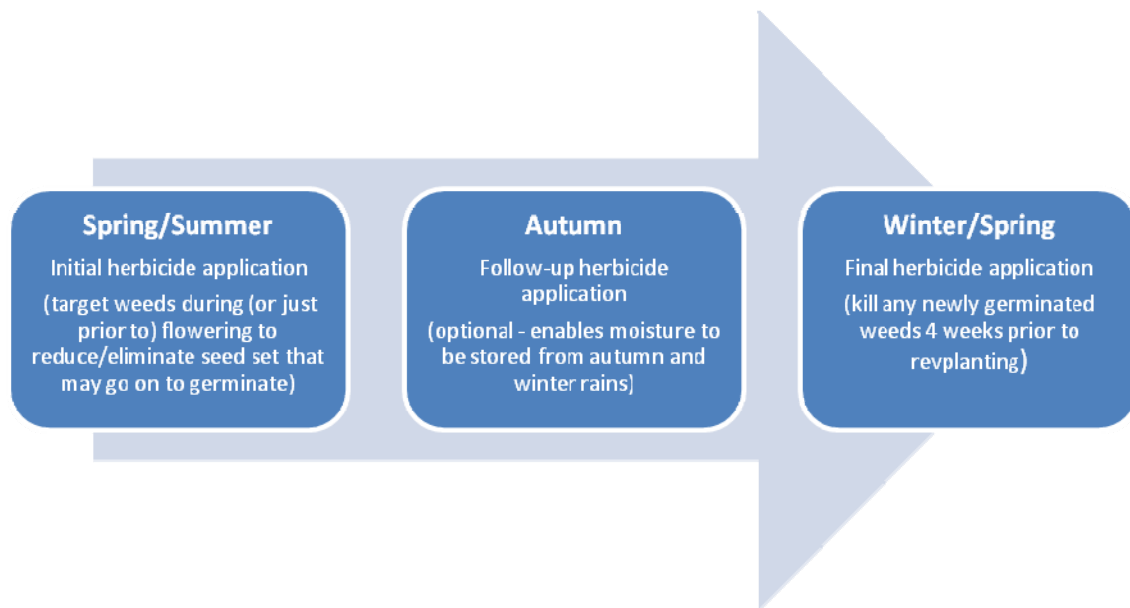 Spring/Summer
Initial herbicide application
(target weeds during (or just
prior to) flowering to
reduce/eliminate seed set that
may go on to germinate)
Autumn
Follow-up herbicide
application
(optional - enables moisture to
be stored from autumn and
winter rains)
Winter/Spring
Final herbicide application
(kill any newly germinated
weeds 4 weeks prior to
revplanting)